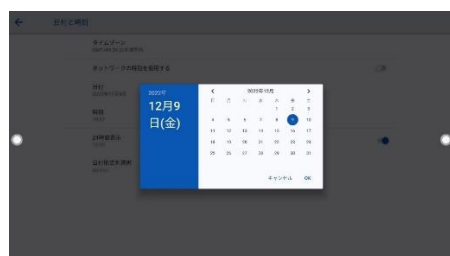 日付と時刻
タイムゾーン
ネットワークの時刻を使用する
日付
時刻
24時間表示
日付形式を選択
2022年
12月9
日(金)
2022年12月
日 月 火 水 木 金 土
1 2 3
4 5 6 7 8 9 10
11 12 13 14 15 16 17
18 19 20 21 22 23 24
25 26 27 28 29 30 31
キャンセル OK